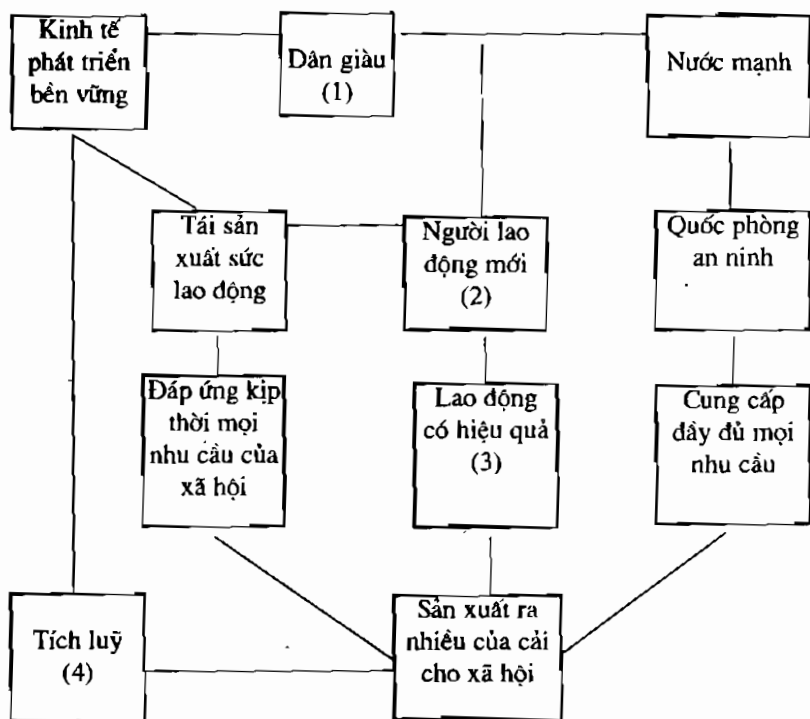 Kinh tế
phát triển
bền vững
Dân giàu
(1)
Nước mạnh
Tái sản
xuất sức
lao động
Người lao
động mới
(2)
Quốc phòng
an ninh
Đáp ứng kịp
thời mọi
nhu cầu của
xã hội
Lao động
có hiệu quả
(3)
Cung cấp
đầy đủ mọi
nhu cầu
Tích luỹ
(4)
Sản xuất ra
nhiều của cải
cho xã hội